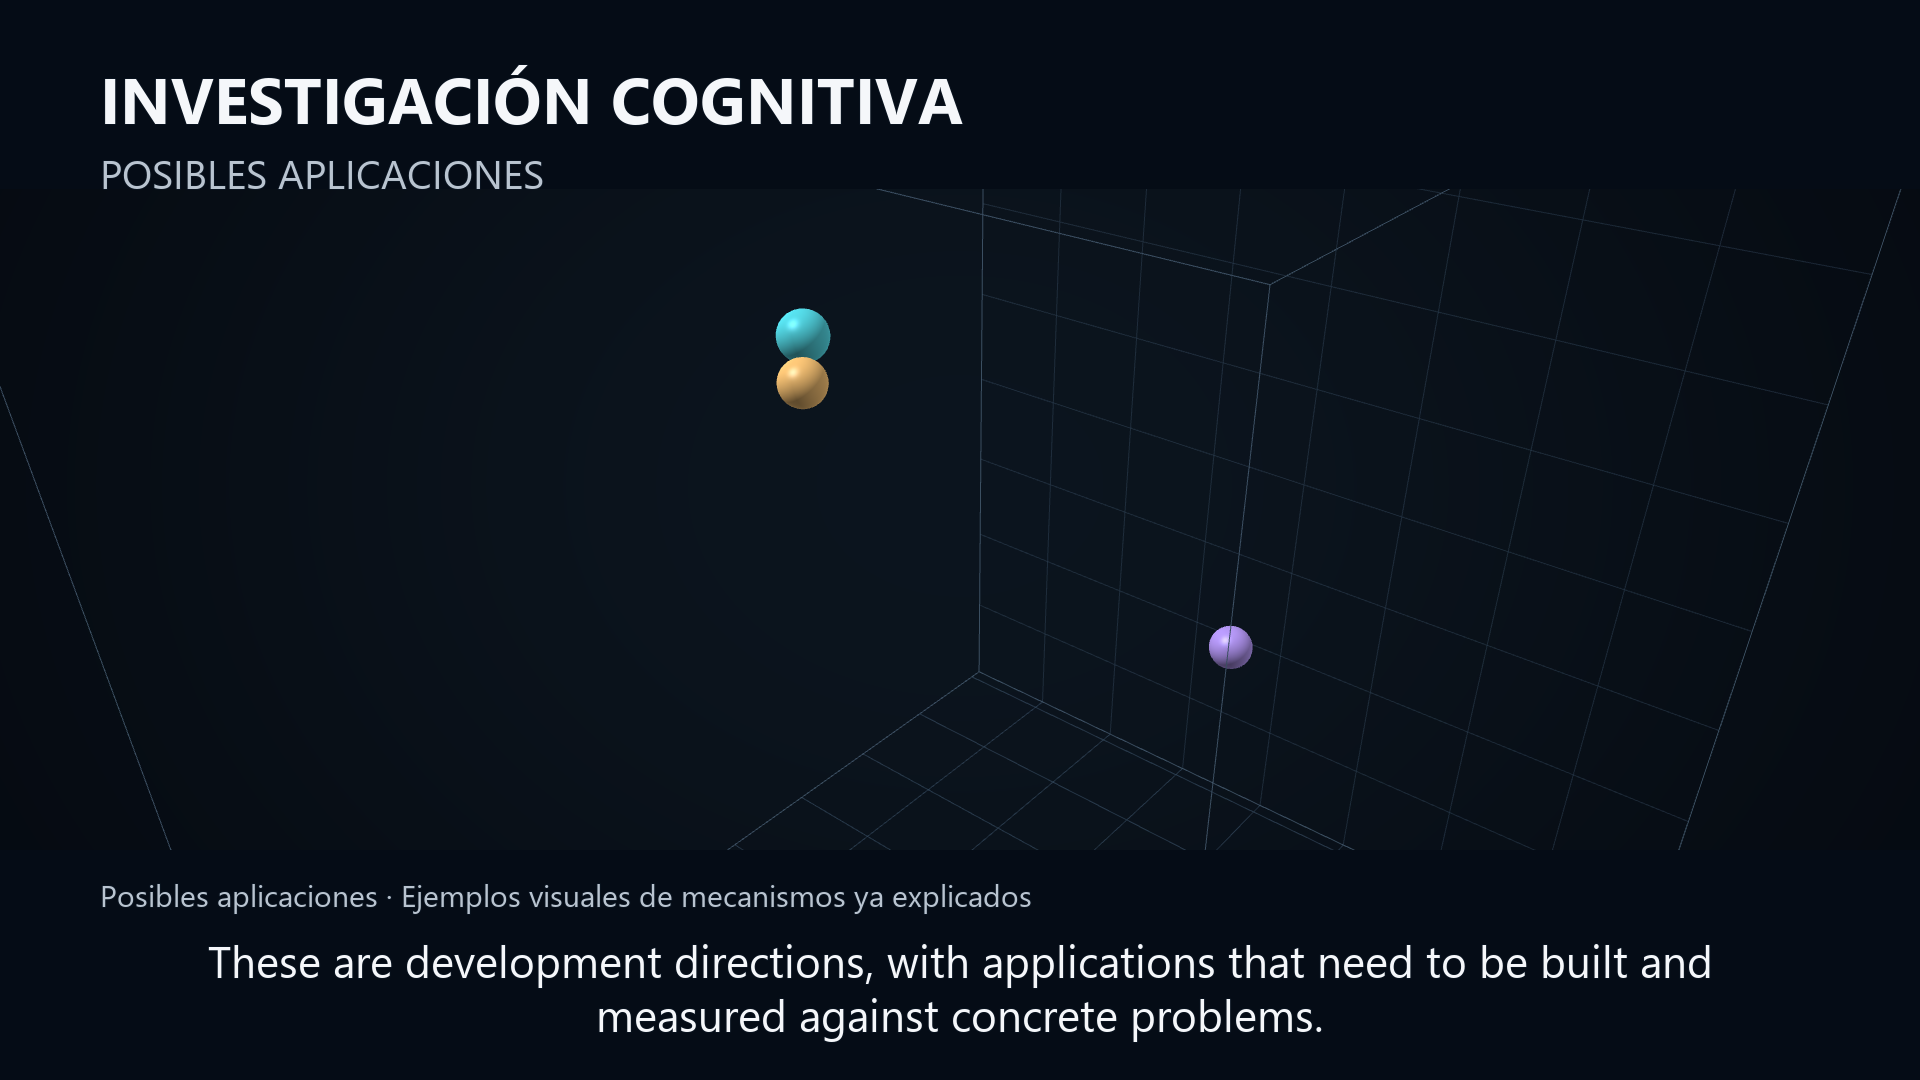 INVESTIGACIÓN COGNITIVA
POSIBLES APLICACIONES
Posibles aplicaciones · Ejemplos visuales de mecanismos ya explicados
These are development directions, with applications that need to be built and
measured against concrete problems.